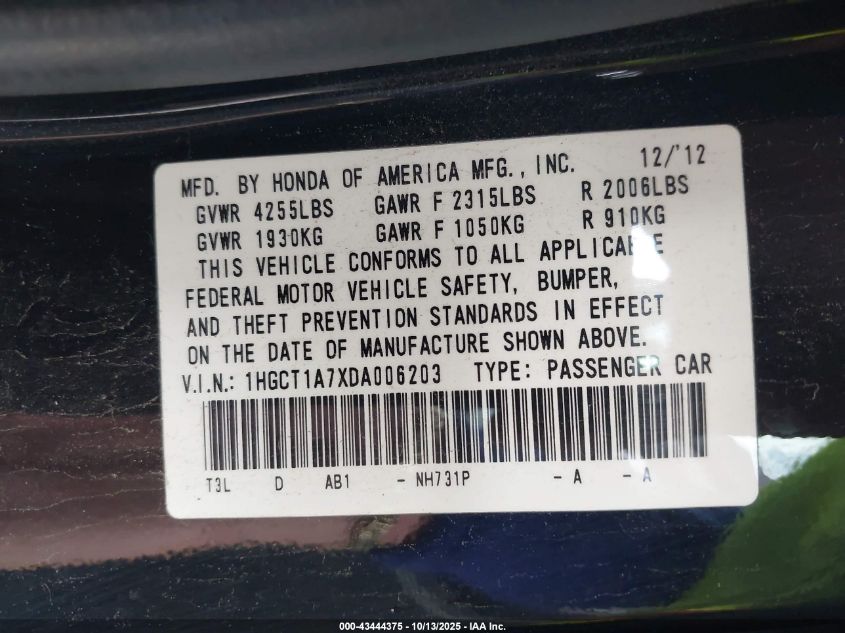 MFD. BY HONDA OF AMERICA MFG., INC. 12/'12
GVWR 4255LBS GAWR F 2315LBS R 2006LBS
GVWR 1930KG GAWR F 1050KG R 910KG
THIS VEHICLE CONFORMS TO ALL APPLICABLE
FEDERAL MOTOR VEHICLE SAFETY, BUMPER,
AND THEFT PREVENTION STANDARDS IN EFFECT
ON THE DATE OF MANUFACTURE SHOWN ABOVE.
V.I.N.: 1HGCT1A7XDA006203 TYPE: PASSENGER CAR
T3L D AB1 - NH731P - A - A
000-43444375 - 10/13/2025 - IAA Inc.